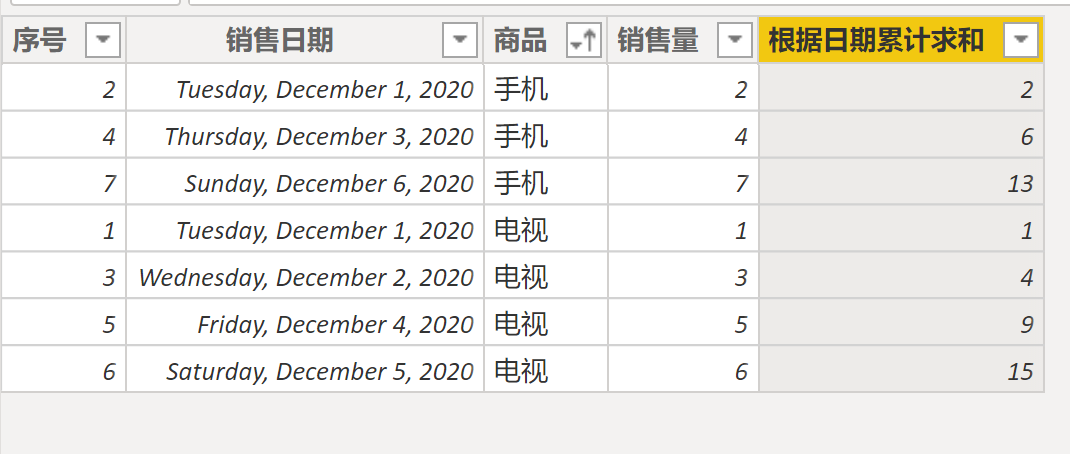 序号 销售日期 商品 销售量 根据日期累计求和
2 Tuesday, December 1, 2020 手机 2 2
4 Thursday, December 3, 2020 手机 4 6
7 Sunday, December 6, 2020 手机 7 13
1 Tuesday, December 1, 2020 电视 1 1
3 Wednesday, December 2, 2020 电视 3 4
5 Friday, December 4, 2020 电视 5 9
6 Saturday, December 5, 2020 电视 6 15